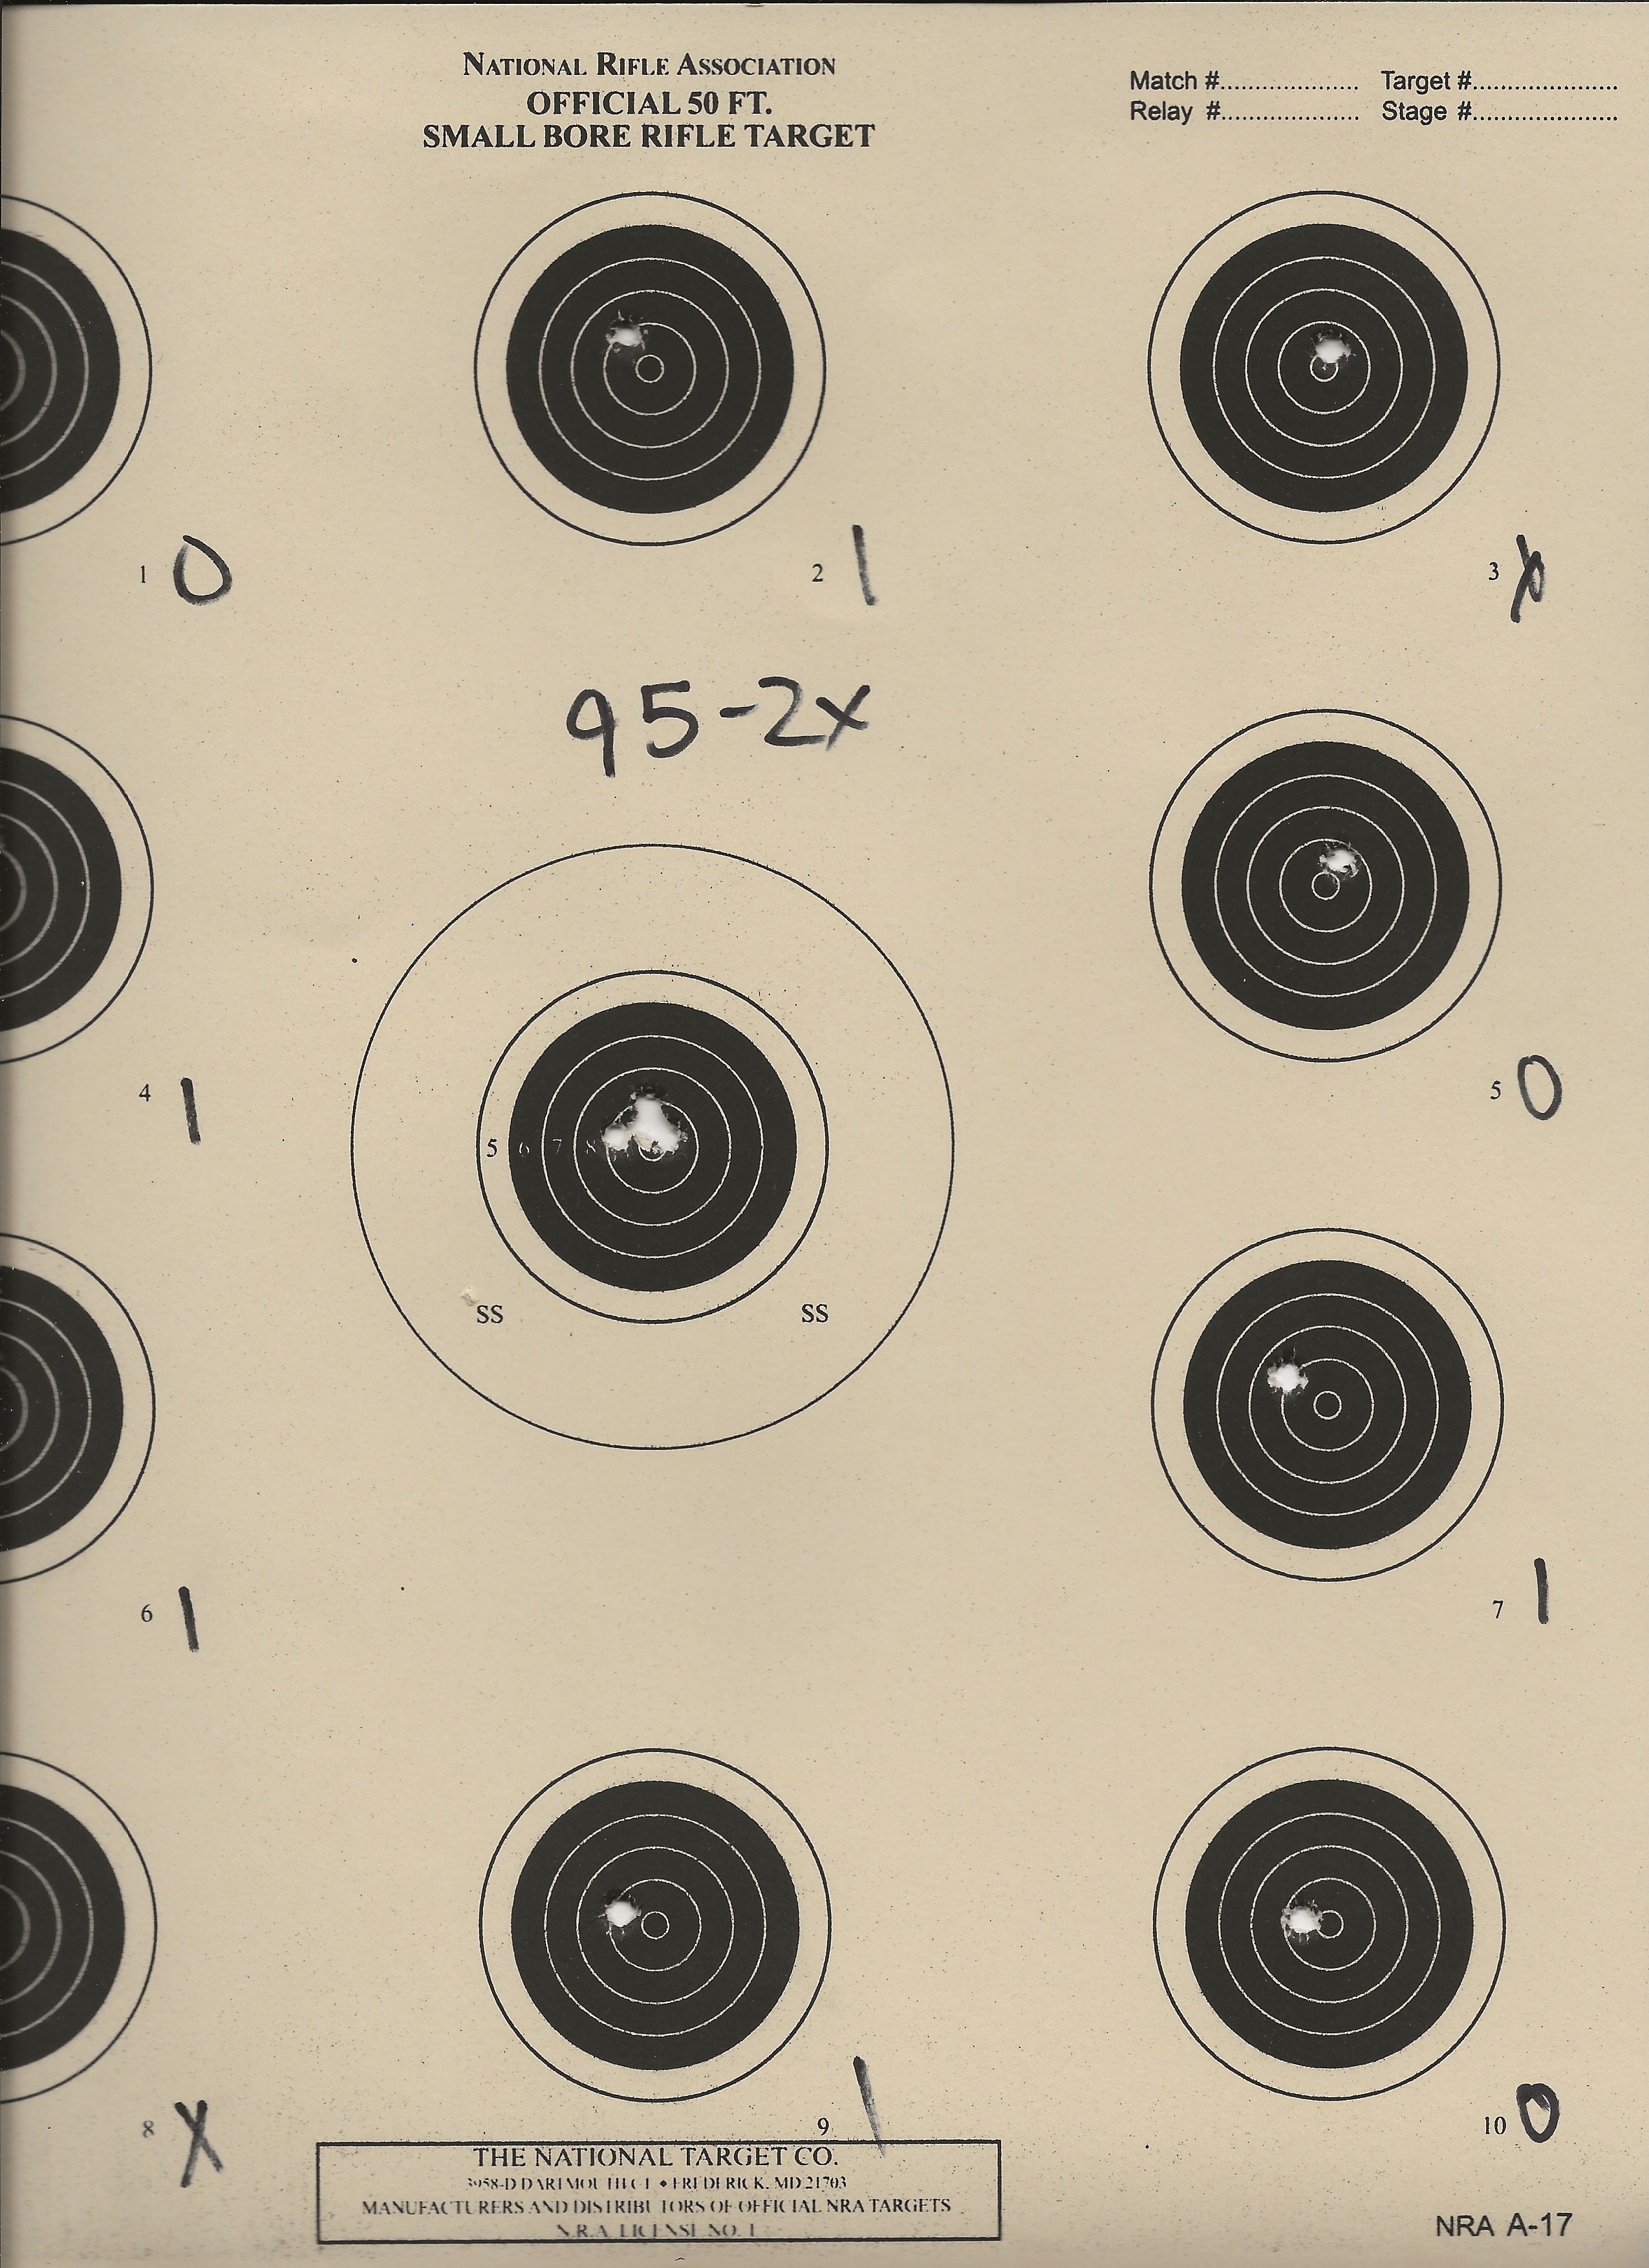 NATIONAL RIFLE ASSOCIATION
OFFICIAL 50 FT.
SMALL BORE RIFLE TARGET
Match #.................... Target #.....................
Relay #.................... Stage #.....................
1 0
2 1
3 X
95-2x
4 1
5 0
5 6 7 8
SS SS
6 1
7 1
8 X
9 1
10 0
THE NATIONAL TARGET CO.
3958-D DARTMOUTH CT • FREDERICK, MD 21703
MANUFACTURERS AND DISTRIBUTORS OF OFFICIAL NRA TARGETS
N.R.A. LICENSE NO. 1
NRA A-17